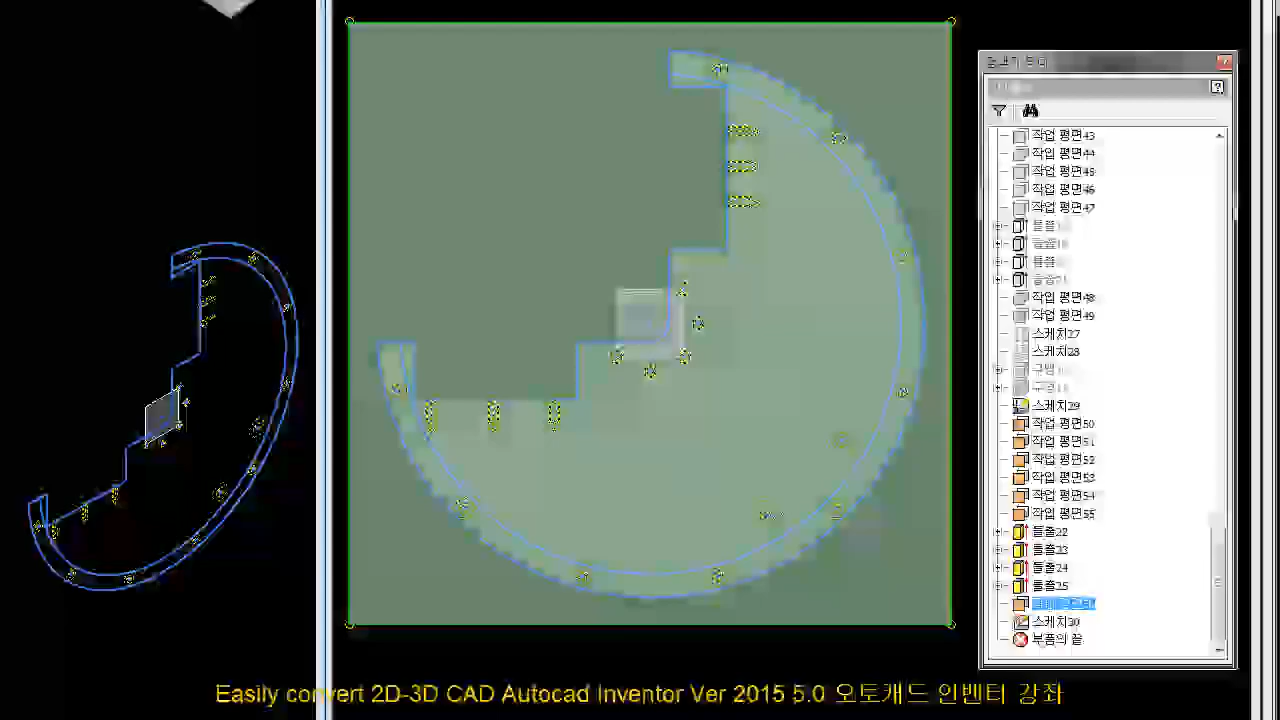 작업 평면43
작업 평면44
작업 평면45
작업 평면46
작업 평면47
작업 평면48
작업 평면49
스케치27
스케치28
스케치29
작업 평면50
작업 평면51
작업 평면52
작업 평면53
작업 평면54
작업 평면55
돌출22
돌출23
돌출24
돌출25
스케치30
부품의 끝
Easily convert 2D-3D CAD Autocad Inventor Ver 2015 5.0 오토캐드 인벤터 강좌